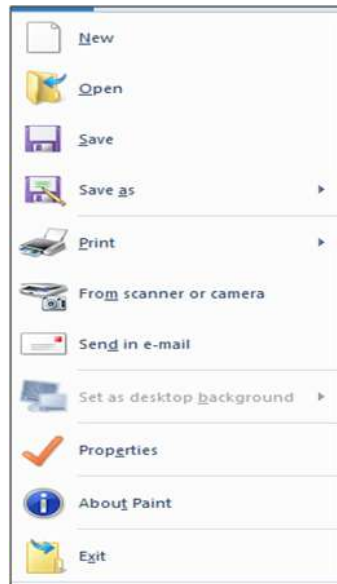 New
Open
Save
Save as
Print
From scanner or camera
Send in e-mail
Set as desktop background
Properties
About Paint
Exit